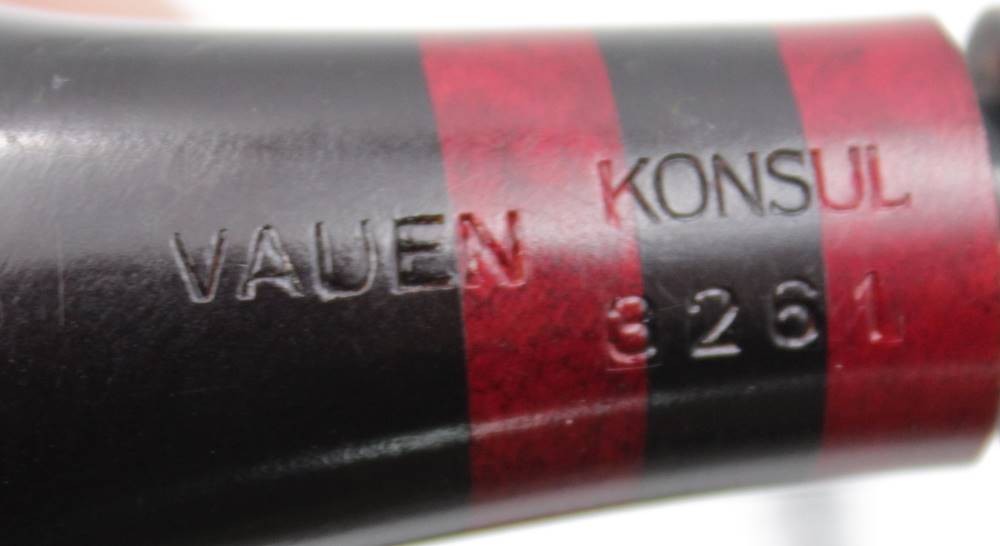 VAUEN
KONSUL
3261